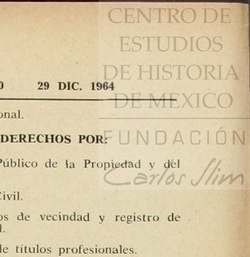 CENTRO DE
ESTUDIOS
DE HISTORIA
DE MEXICO
FUNDACIÓN
Carlos Slim
29 DIC. 1964
onal.
DERECHOS POR:
Público de la Propiedad y del
Civil.
os de vecindad y registro de
l.
de títulos profesionales.